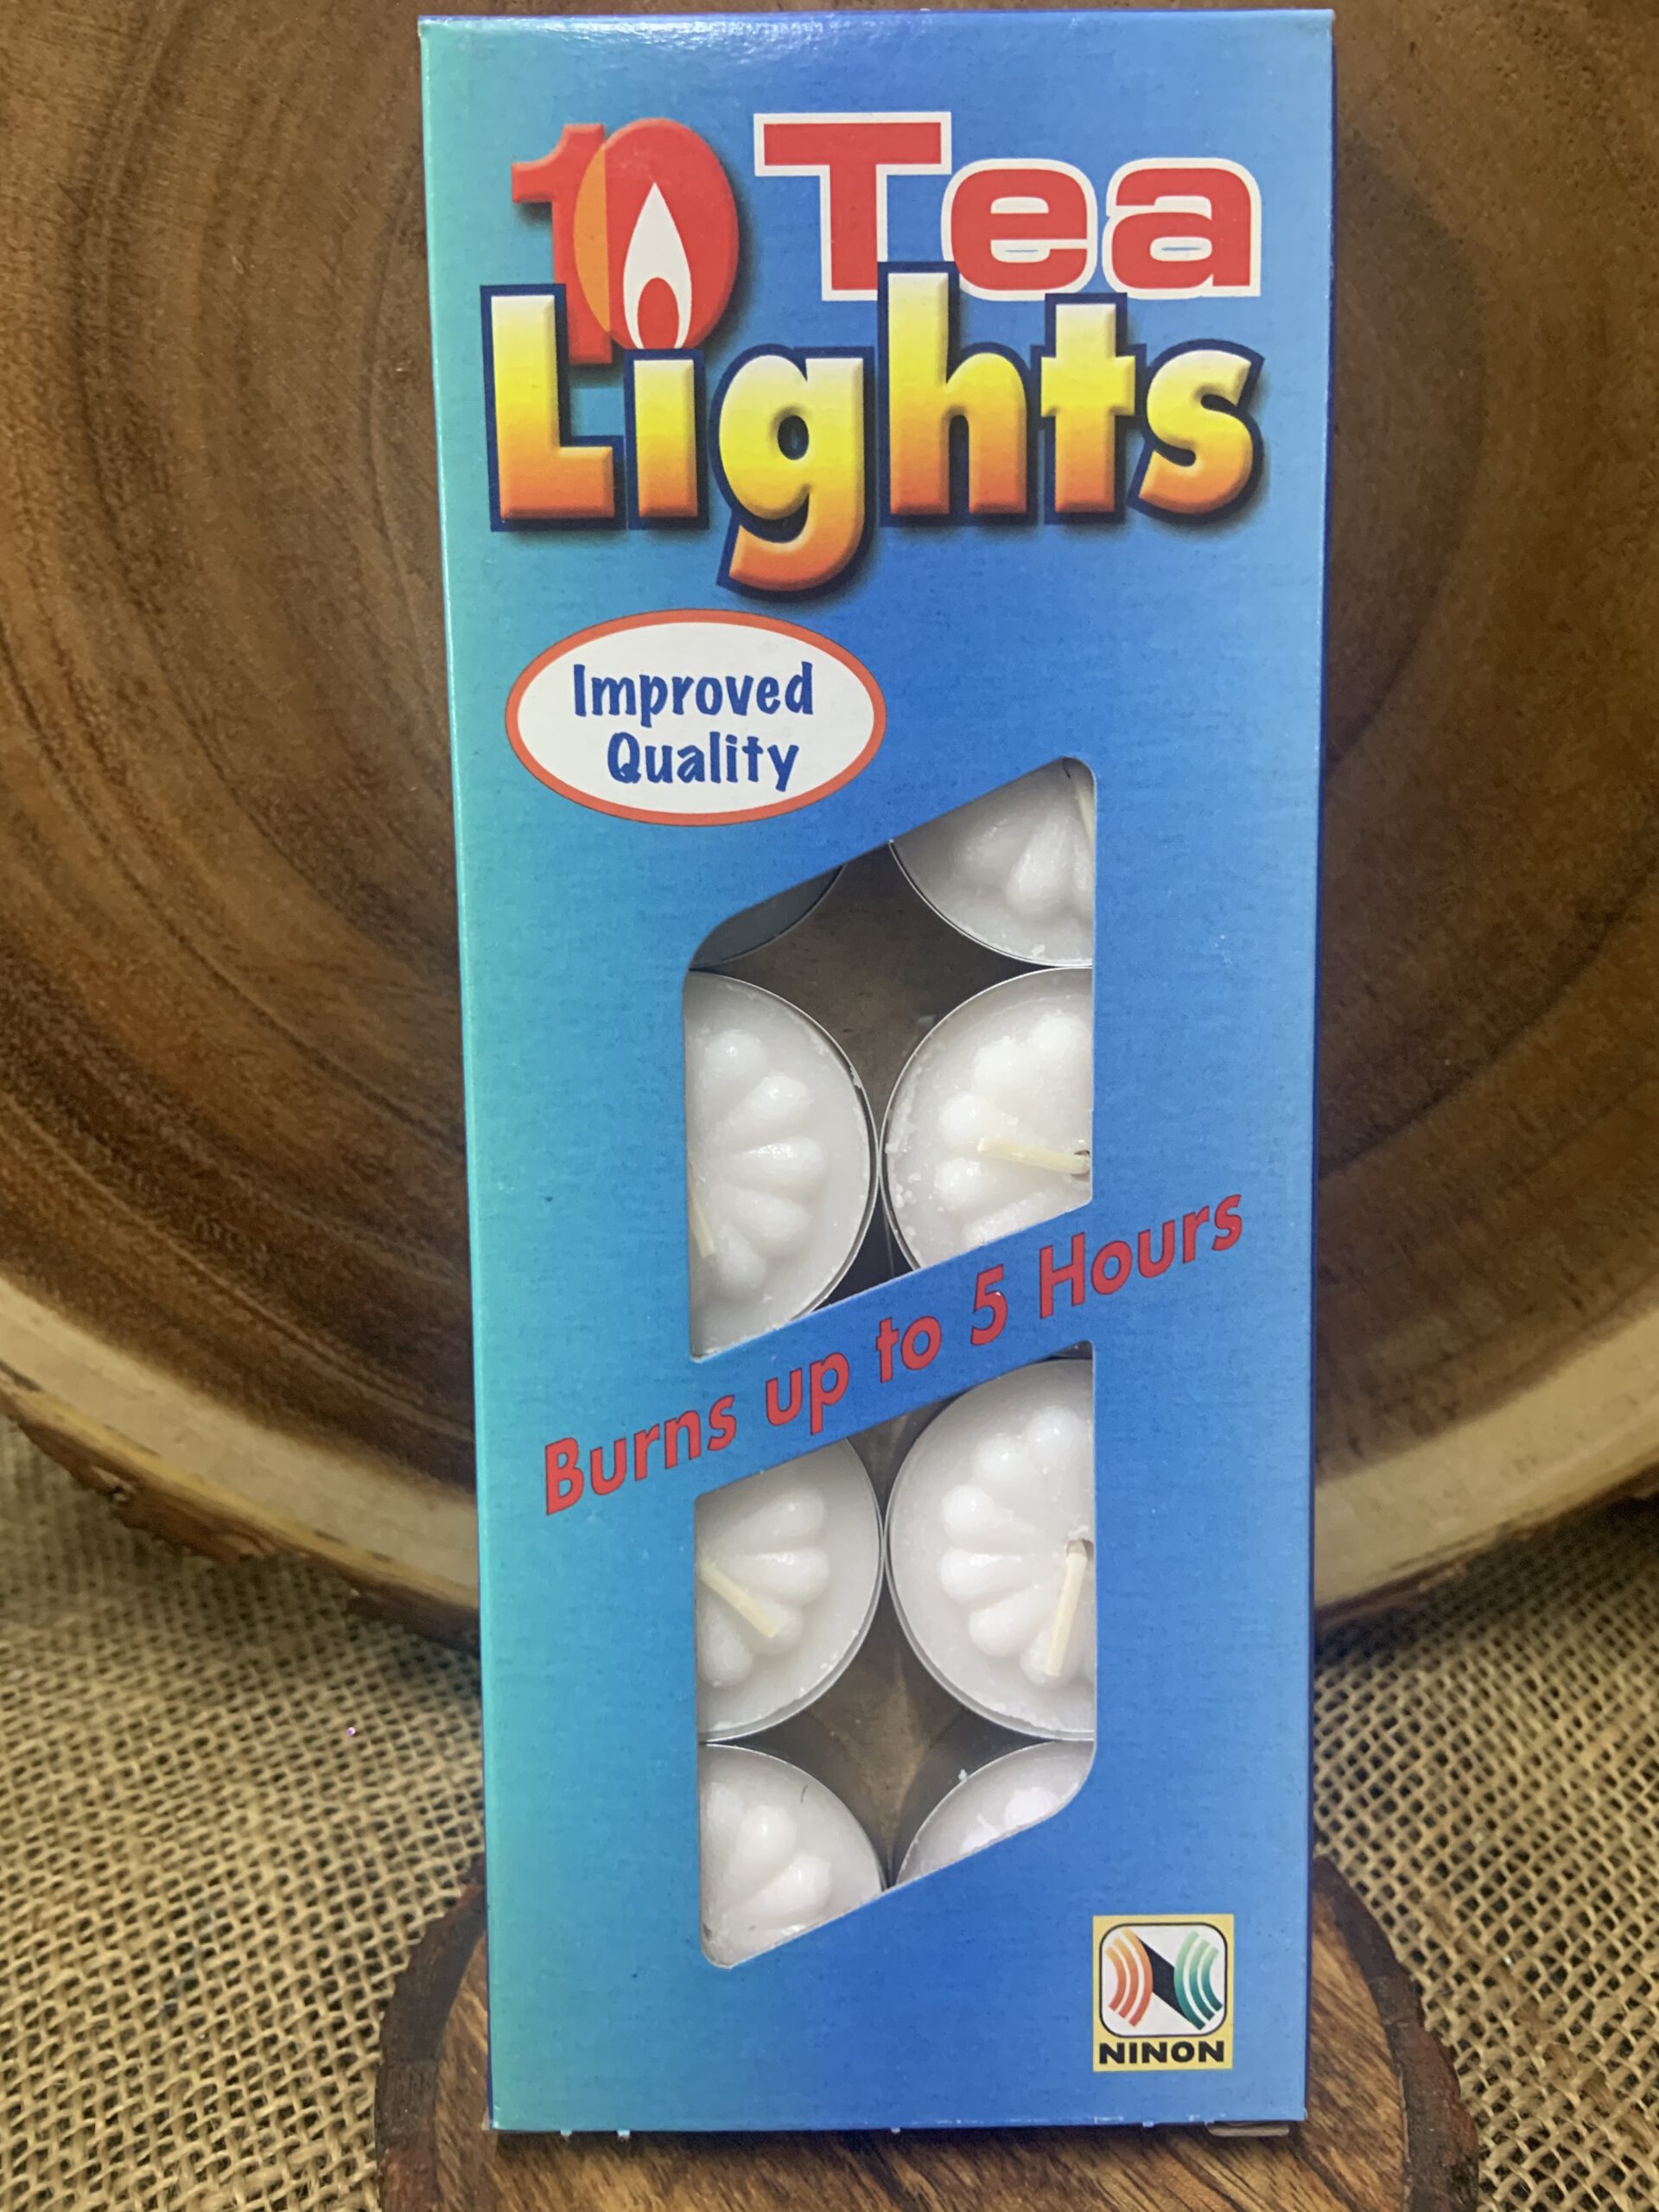 10 Tea
Lights
Improved
Quality
Burns up to 5 Hours
NINON